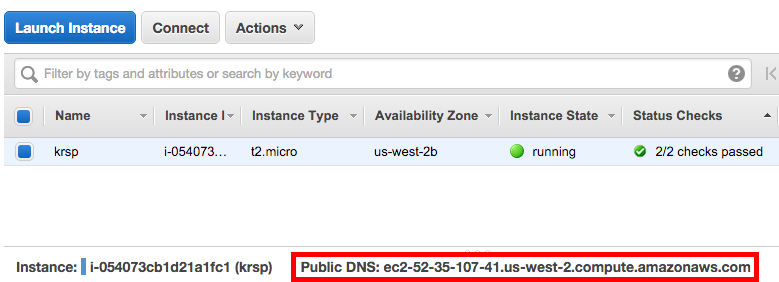 Launch Instance Connect Actions
Filter by tags and attributes or search by keyword ?
Name Instance I Instance Type Availability Zone Instance State Status Checks
krsp i-054073... t2.micro us-west-2b running 2/2 checks passed
Instance: i-054073cb1d21a1fc1 (krsp) Public DNS: ec2-52-35-107-41.us-west-2.compute.amazonaws.com